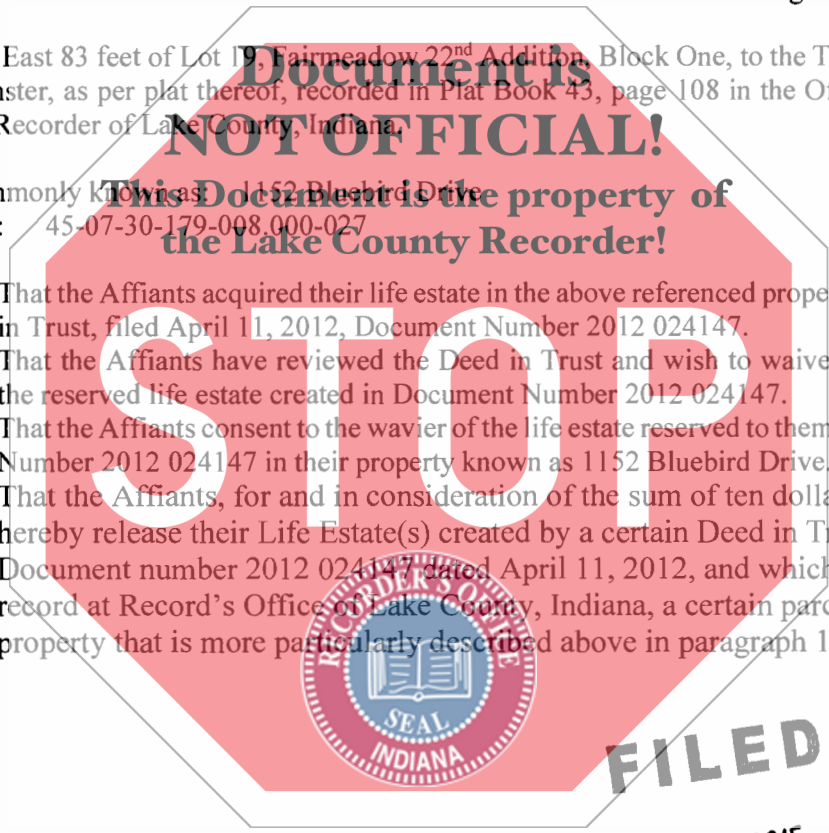 East 83 feet of Lot 19, Fairmeadow 22nd Addition, Block One, to the T
ster, as per plat thereof, recorded in Plat Book 43, page 108 in the Of
Recorder of Lake County, Indiana.
Document is
NOT OFFICIAL!
This Document is the property of
the Lake County Recorder!
monly known as: 1152 Bluebird Drive
: 45-07-30-179-008.000-027
That the Affiants acquired their life estate in the above referenced prope
in Trust, filed April 11, 2012, Document Number 2012 024147.
That the Affiants have reviewed the Deed in Trust and wish to waive
the reserved life estate created in Document Number 2012 024147.
That the Affiants consent to the wavier of the life estate reserved to them
Number 2012 024147 in their property known as 1152 Bluebird Drive,
That the Affiants, for and in consideration of the sum of ten dolla
hereby release their Life Estate(s) created by a certain Deed in Tr
Document number 2012 024147 dated April 11, 2012, and which
record at Record's Office of Lake County, Indiana, a certain parc
property that is more particularly described above in paragraph 1
STOP
RECORDER'S OFFICE
SEAL
INDIANA
FILED